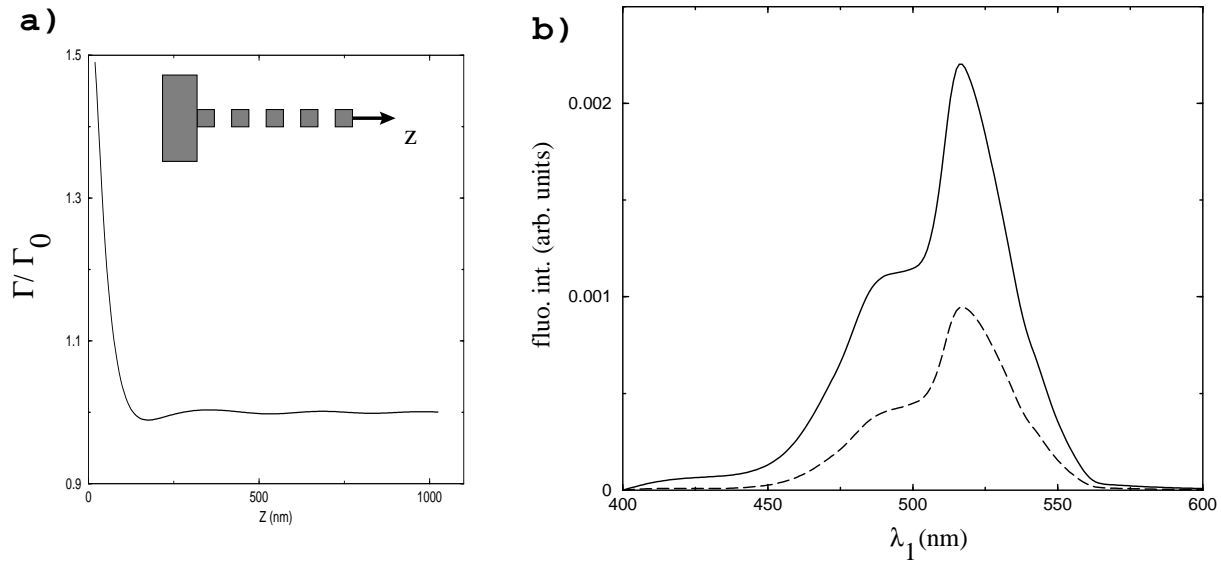 a)
1.5
1.3
1.1
0.9
Γ/Γ₀
z
0 500 1000
Z (nm)
b)
0.002
0.001
0
fluo. int. (arb. units)
400 450 500 550 600
λ_1 (nm)